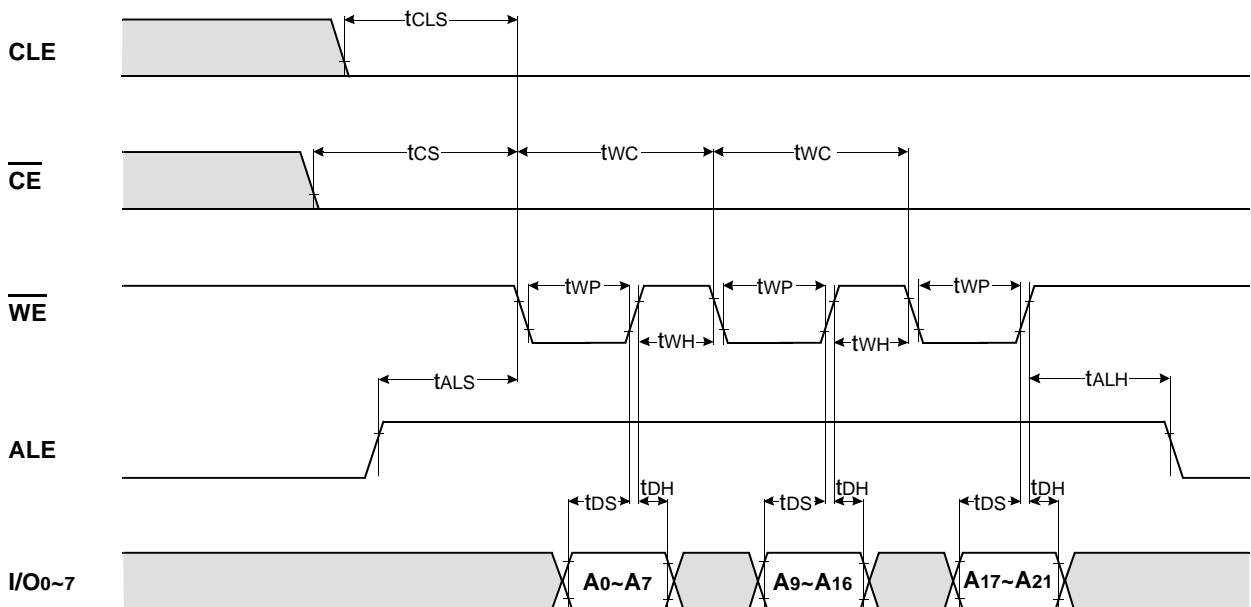 CLE
tCLS
CE
tCS
tWC
tWC
WE
tWP
tWP
tWP
tWH
tWH
tALS
tALH
ALE
tDS
tDH
tDS
tDH
tDS
tDH
I/O0~7
A0~A7
A9~A16
A17~A21